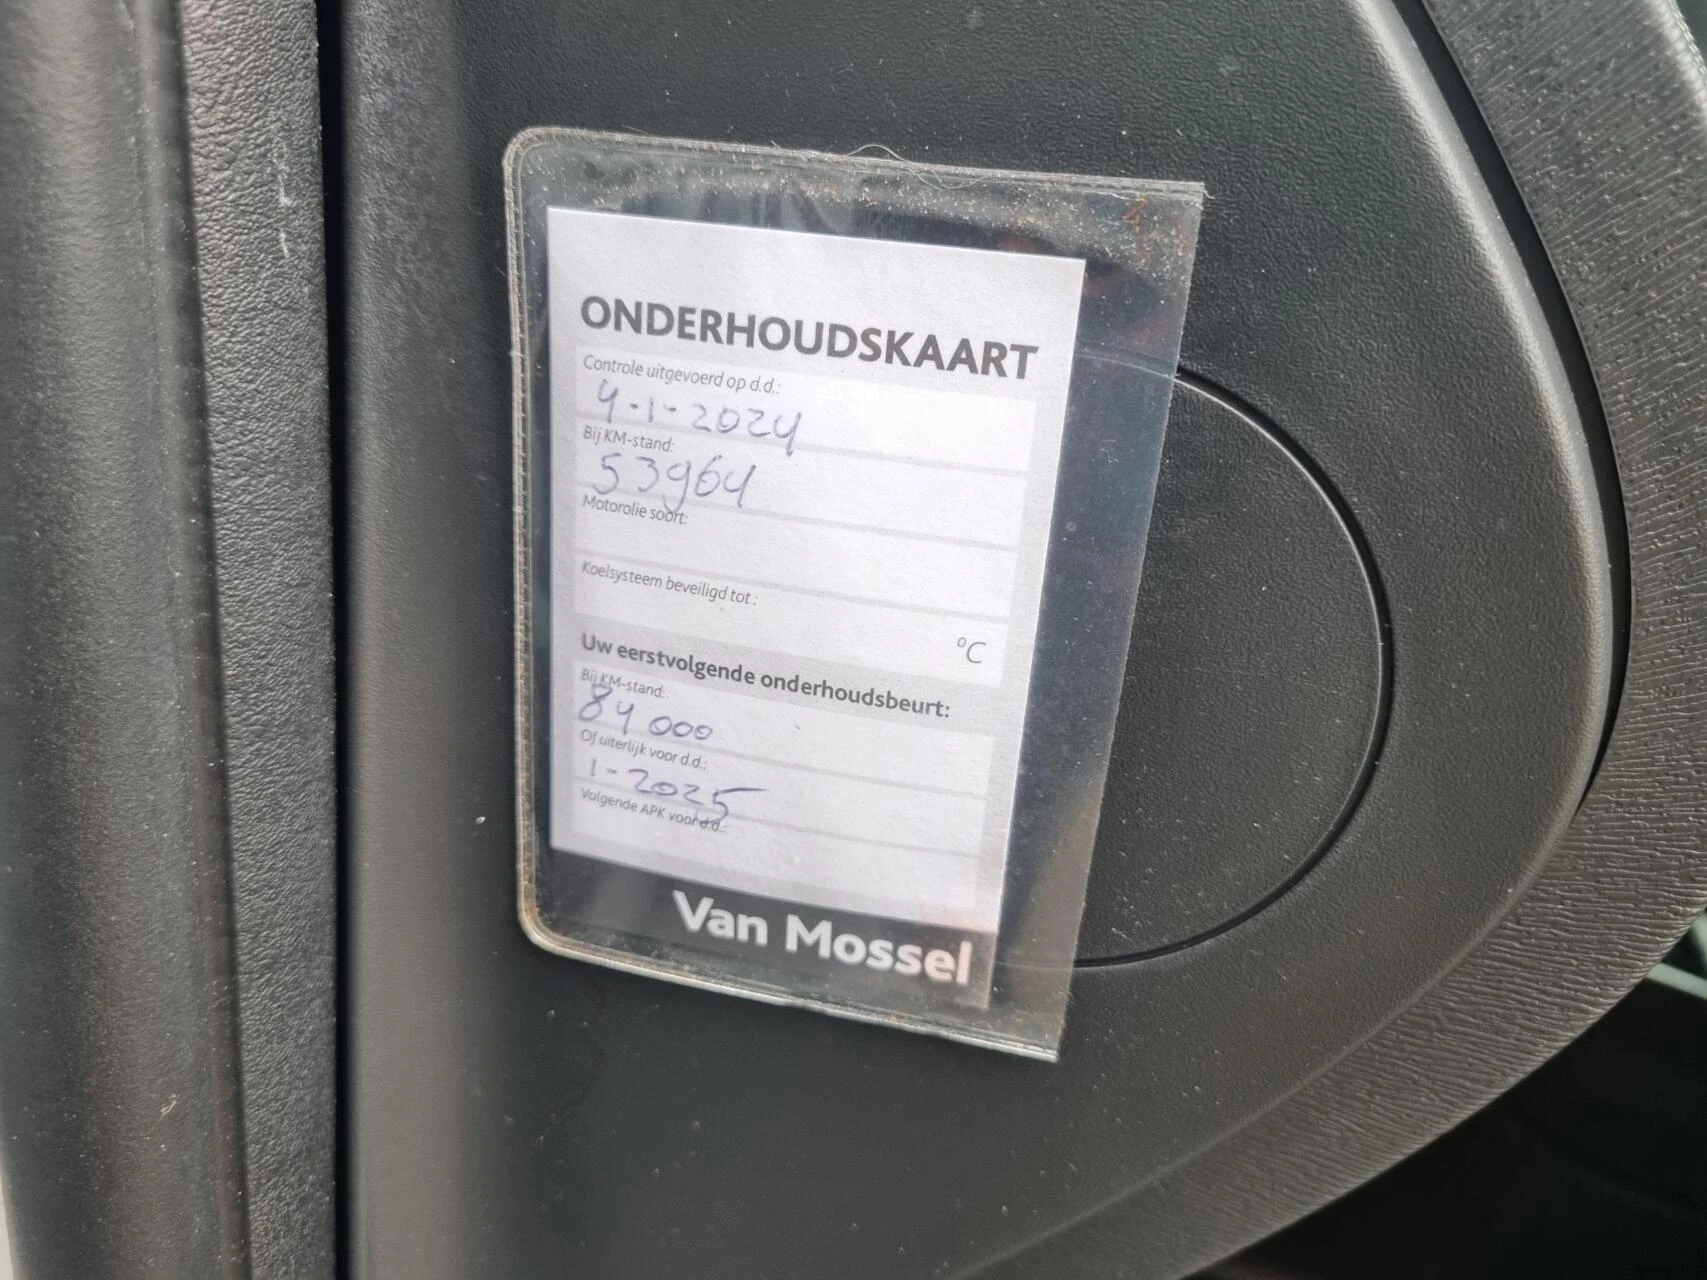 ONDERHOUDSKAART
Controle uitgevoerd op d.d.:
4-1-2024
Bij KM-stand:
53964
Motorolie soort:
Koelsysteem beveiligd tot :
°C
Uw eerstvolgende onderhoudsbeurt:
Bij KM-stand:
84 000
Of uiterlijk voor d.d.:
1-2025
Volgende APK voor d.d.:
Van Mossel